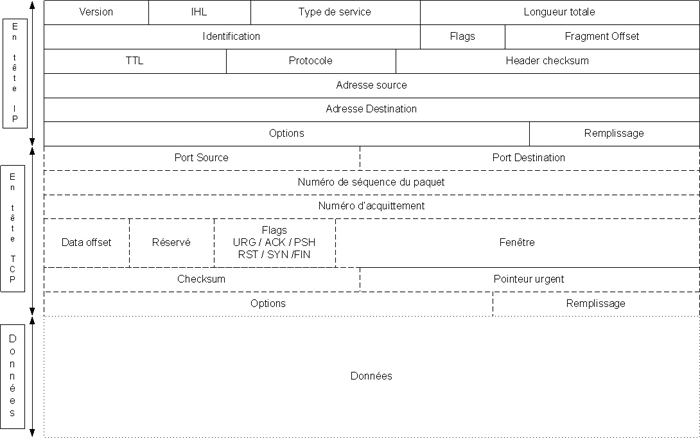 En tête IP
Version IHL Type de service Longueur totale
Identification Flags Fragment Offset
TTL Protocole Header checksum
Adresse source
Adresse Destination
Options Remplissage
En tête TCP
Port Source Port Destination
Numéro de séquence du paquet
Numéro d'acquittement
Data offset Réservé Flags URG / ACK / PSH RST / SYN /FIN Fenêtre
Checksum Pointeur urgent
Options Remplissage
Données
Données